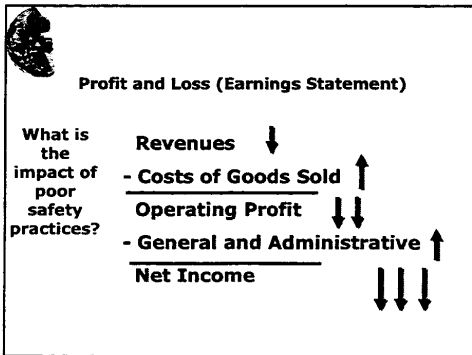 Profit and Loss (Earnings Statement)
What is
the
impact of
poor
safety
practices?
Revenues
- Costs of Goods Sold
Operating Profit
- General and Administrative
Net Income